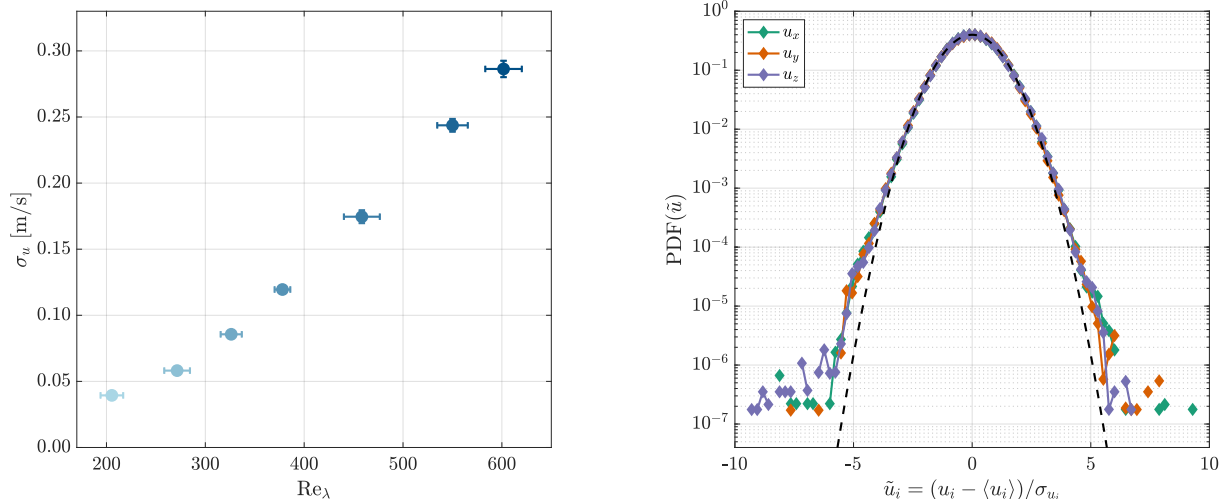 0.30
0.25
0.20
0.15
0.10
0.05
0.00
σ_u [m/s]
200 300 400 500 600
Re_λ
10^0
10^{-1}
10^{-2}
10^{-3}
10^{-4}
10^{-5}
10^{-6}
10^{-7}
PDF(ũ)
u_x
u_y
u_z
-10 -5 0 5 10
ũ_i = (u_i − ⟨u_i⟩)/σ_{u_i}